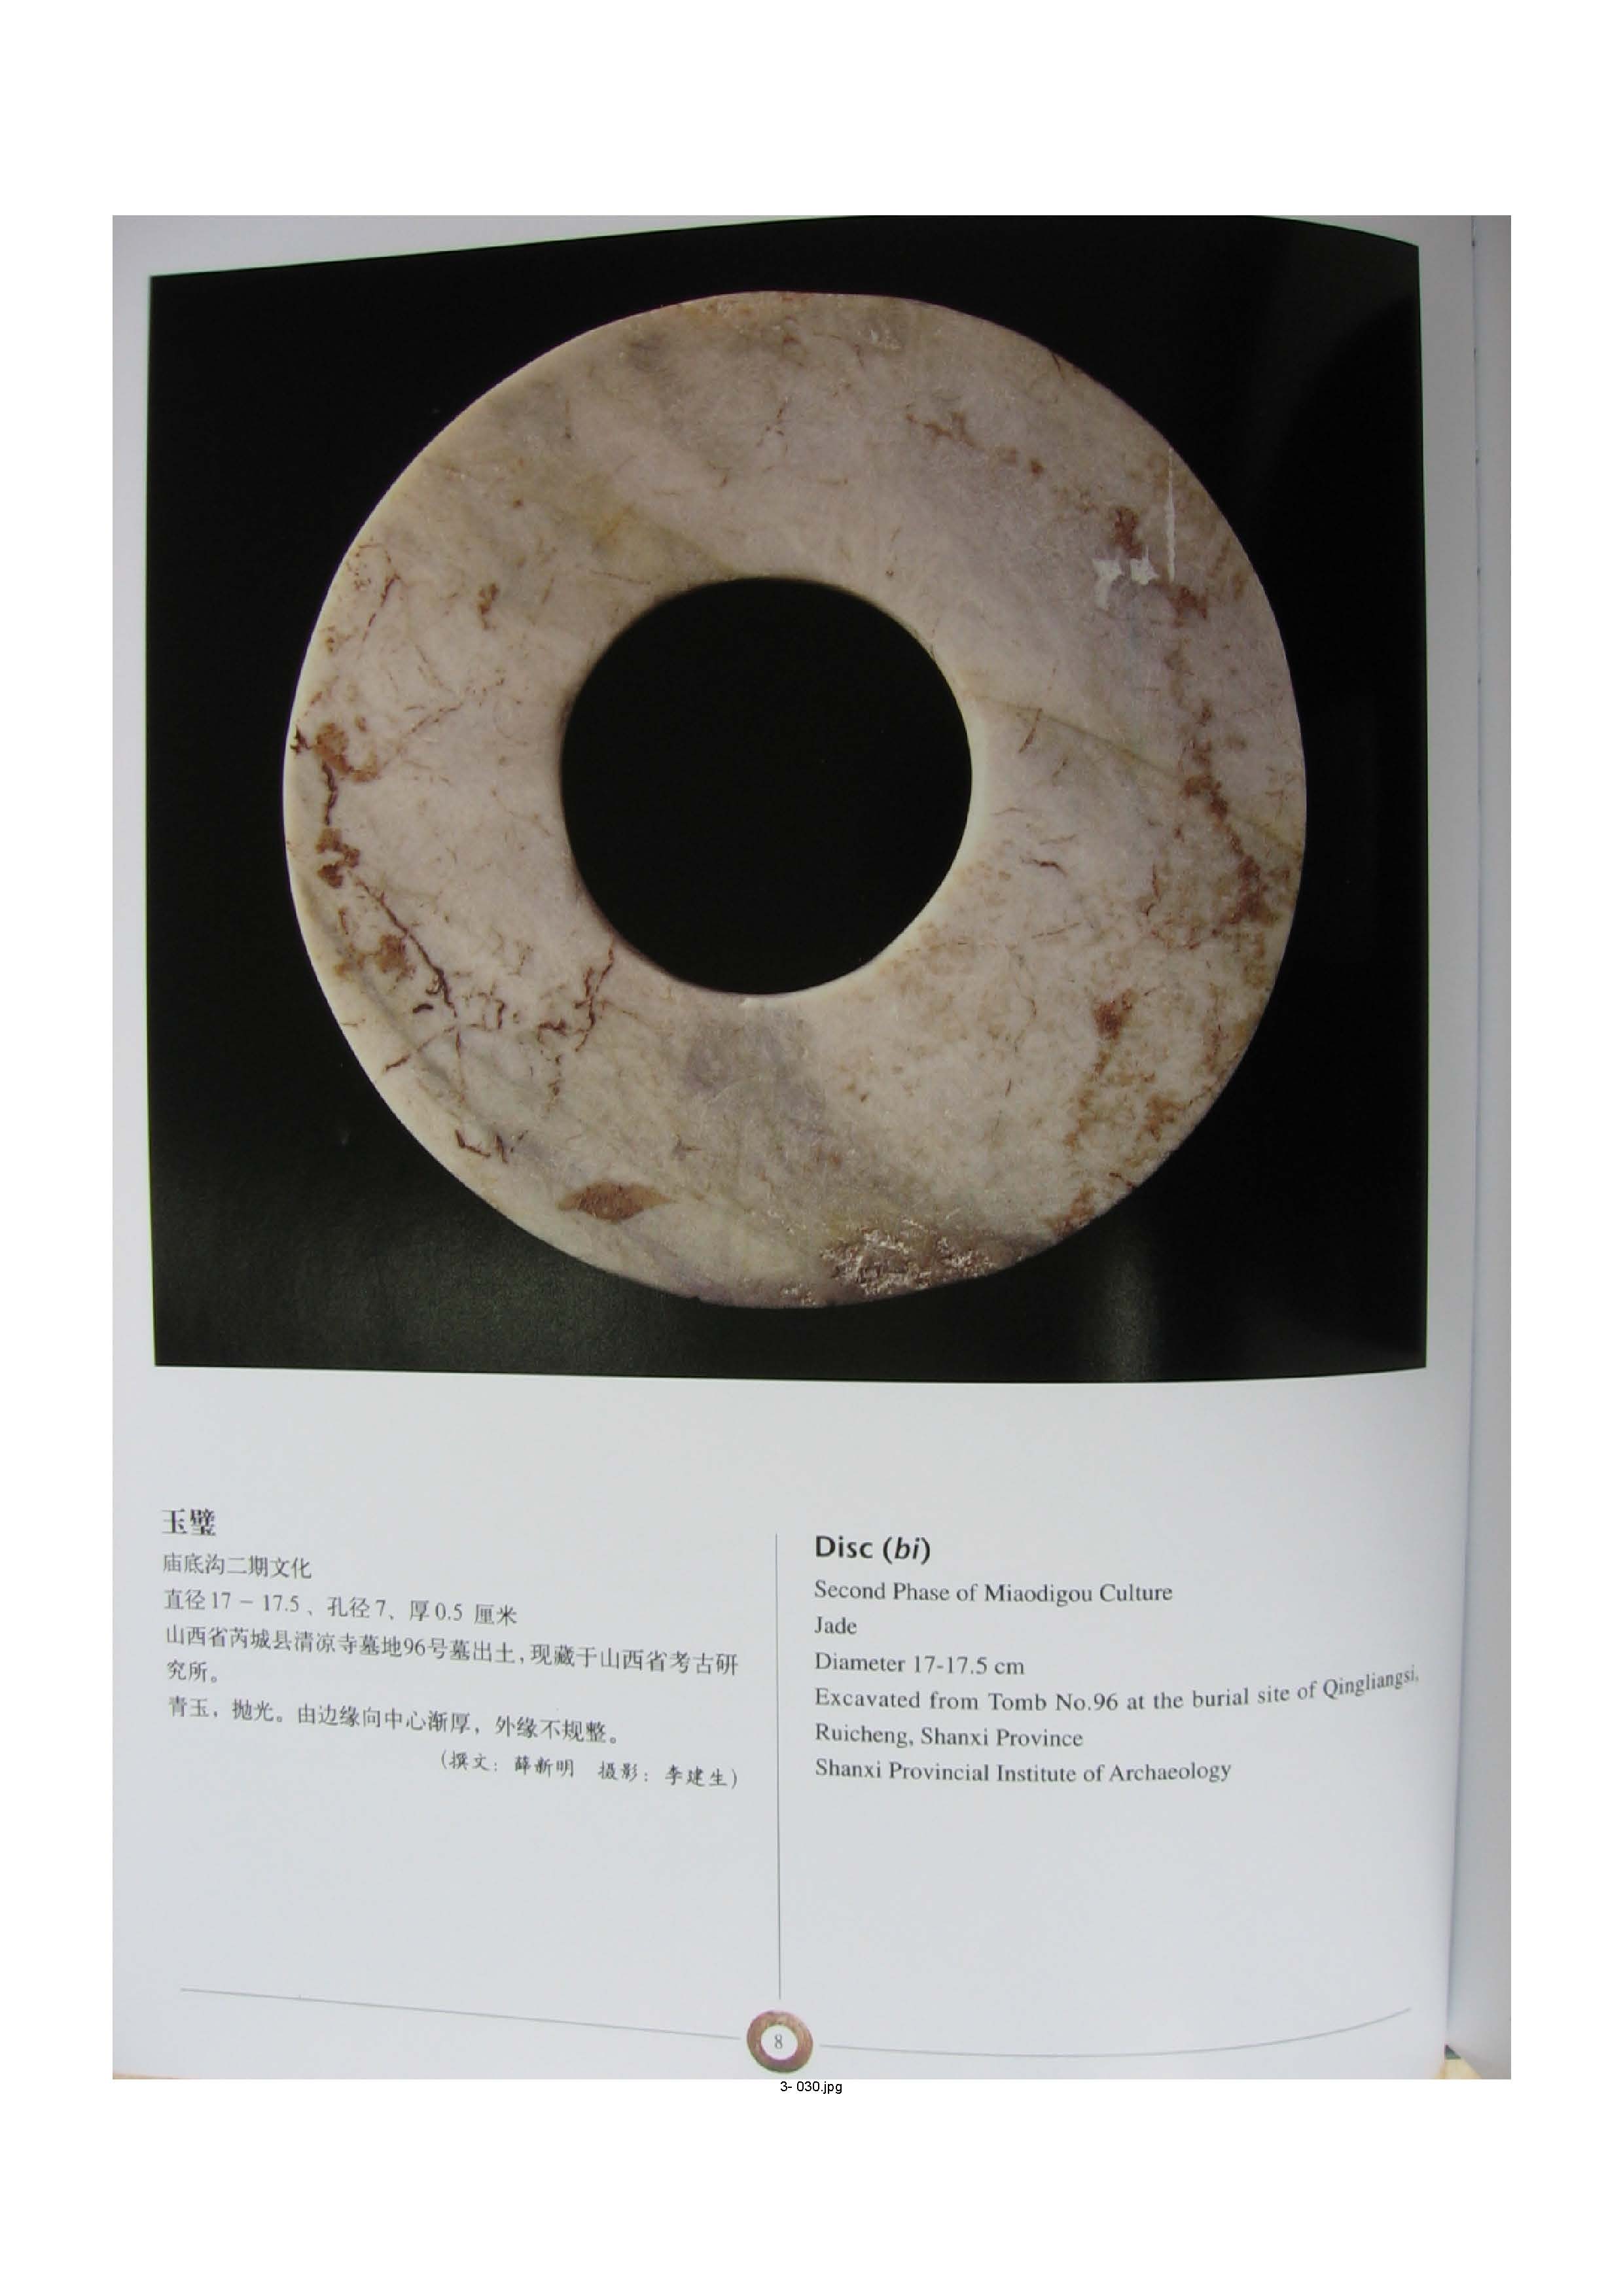 玉璧
庙底沟二期文化
直径17－17.5、孔径7、厚0.5 厘米
山西省芮城县清凉寺墓地96号墓出土，现藏于山西省考古研
究所。
青玉，抛光。由边缘向中心渐厚，外缘不规整。
（撰文：薛新明　摄影：李建生）
Disc (bi)
Second Phase of Miaodigou Culture
Jade
Diameter 17-17.5 cm
Excavated from Tomb No.96 at the burial site of Qingliangsi,
Ruicheng, Shanxi Province
Shanxi Provincial Institute of Archaeology
8
3- 030.jpg